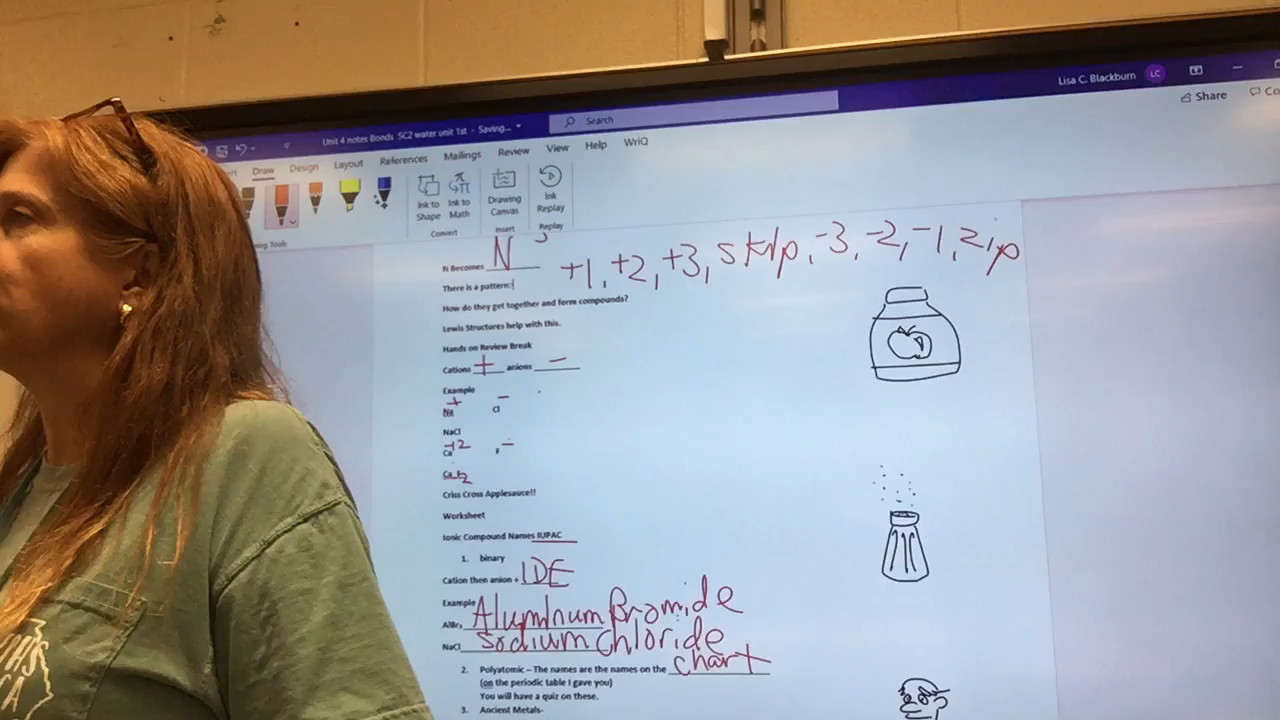 Lisa C. Blackburn LC
Unit 4 notes Bonds SC2 water unit 1st - Saving...
Search
Share
Draw Design Layout References Mailings Review View Help WriQ
Ink to Shape
Ink to Math
Drawing Canvas
Ink Replay
Convert Insert Replay
N Becomes N 3
+1, +2, +3, skip, -3, -2, -1, zip
There is a pattern:
How do they get together and form compounds?
Lewis Structures help with this.
Hands on Review Break
Cations + anions -
Example
+ -
Na Cl
NaCl
+2 -
Ca F
Criss Cross Applesauce!!
Worksheet
Ionic Compound Names IUPAC
1. binary
Cation then anion + IDE
Example
AlBr3 Aluminum Bromide
NaCl Sodium Chloride
2. Polyatomic – The names are the names on the chart
(on the periodic table I gave you)
You will have a quiz on these.
3. Ancient Metals-